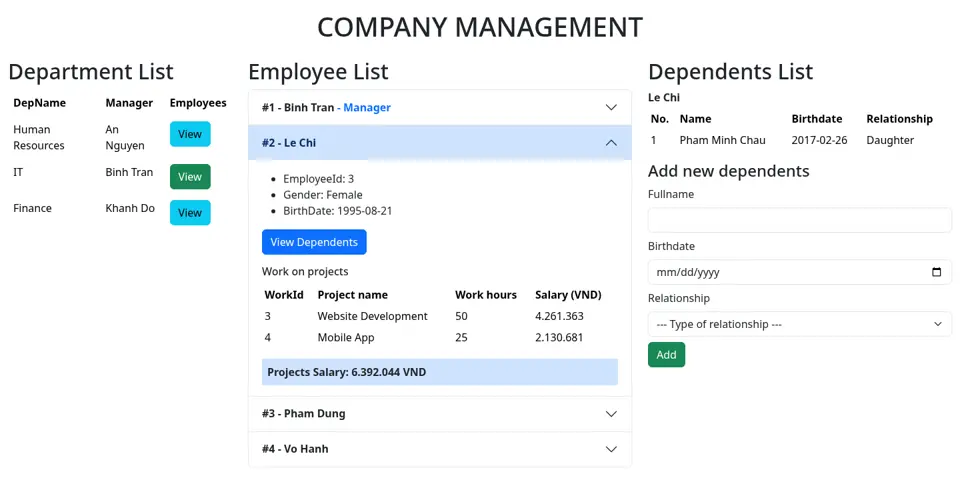 COMPANY MANAGEMENT
Department List
DepName Manager Employees
Human Resources An Nguyen View
IT Binh Tran View
Finance Khanh Do View
Employee List
#1 - Binh Tran - Manager
#2 - Le Chi
EmployeeId: 3
Gender: Female
BirthDate: 1995-08-21
View Dependents
Work on projects
WorkId Project name Work hours Salary (VND)
3 Website Development 50 4.261.363
4 Mobile App 25 2.130.681
Projects Salary: 6.392.044 VND
#3 - Pham Dung
#4 - Vo Hanh
Dependents List
Le Chi
No. Name Birthdate Relationship
1 Pham Minh Chau 2017-02-26 Daughter
Add new dependents
Fullname
Birthdate
mm/dd/yyyy
Relationship
--- Type of relationship ---
Add